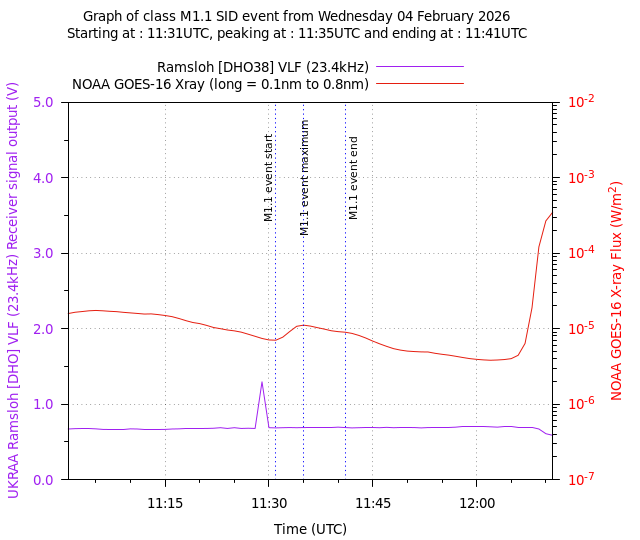 Graph of class M1.1 SID event from Wednesday 04 February 2026
Starting at : 11:31UTC, peaking at : 11:35UTC and ending at : 11:41UTC
Ramsloh [DHO38] VLF (23.4kHz)
NOAA GOES-16 Xray (long = 0.1nm to 0.8nm)
UKRAA Ramsloh [DHO] VLF (23.4kHz) Receiver signal output (V)
5.0
4.0
3.0
2.0
1.0
0.0
M1.1 event start
M1.1 event maximum
M1.1 event end
10-2
10-3
10-4
10-5
10-6
10-7
NOAA GOES-16 X-ray Flux (W/m²)
11:15 11:30 11:45 12:00
Time (UTC)